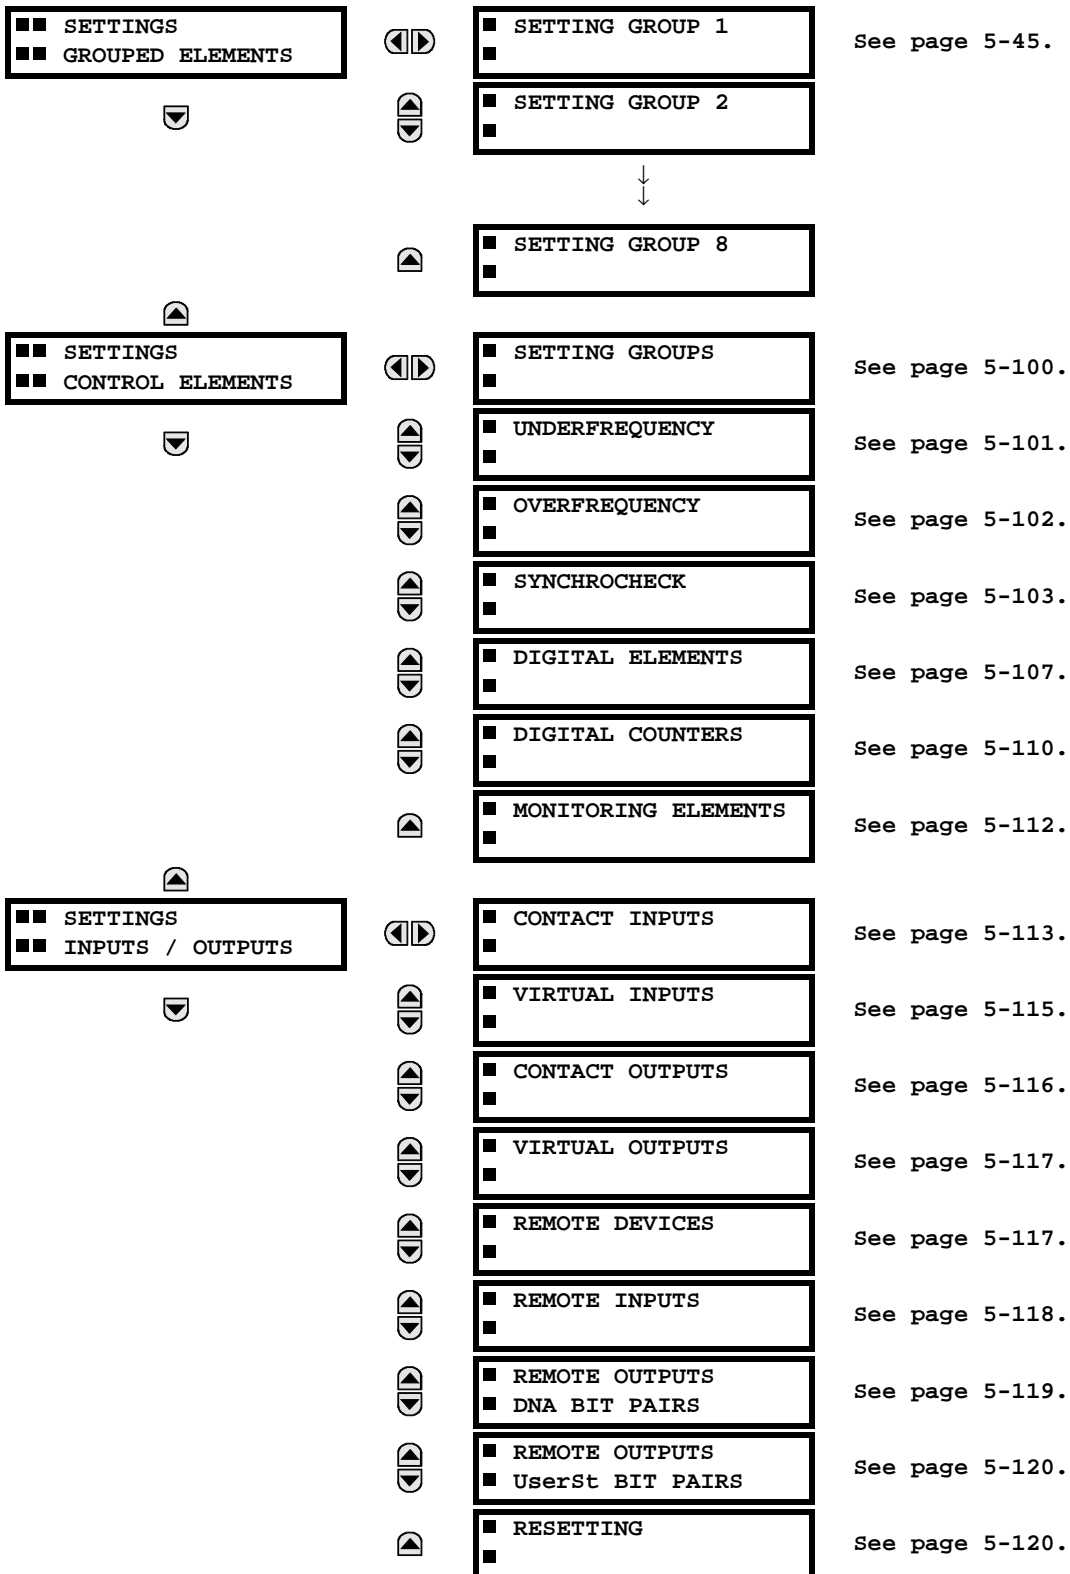 ■■ SETTINGS
■■ GROUPED ELEMENTS
■ SETTING GROUP 1
■
See page 5-45.
■ SETTING GROUP 2
■
↓
↓
■ SETTING GROUP 8
■
■■ SETTINGS
■■ CONTROL ELEMENTS
■ SETTING GROUPS
■
See page 5-100.
■ UNDERFREQUENCY
■
See page 5-101.
■ OVERFREQUENCY
■
See page 5-102.
■ SYNCHROCHECK
■
See page 5-103.
■ DIGITAL ELEMENTS
■
See page 5-107.
■ DIGITAL COUNTERS
■
See page 5-110.
■ MONITORING ELEMENTS
■
See page 5-112.
■■ SETTINGS
■■ INPUTS / OUTPUTS
■ CONTACT INPUTS
■
See page 5-113.
■ VIRTUAL INPUTS
■
See page 5-115.
■ CONTACT OUTPUTS
■
See page 5-116.
■ VIRTUAL OUTPUTS
■
See page 5-117.
■ REMOTE DEVICES
■
See page 5-117.
■ REMOTE INPUTS
■
See page 5-118.
■ REMOTE OUTPUTS
■ DNA BIT PAIRS
See page 5-119.
■ REMOTE OUTPUTS
■ UserSt BIT PAIRS
See page 5-120.
■ RESETTING
■
See page 5-120.